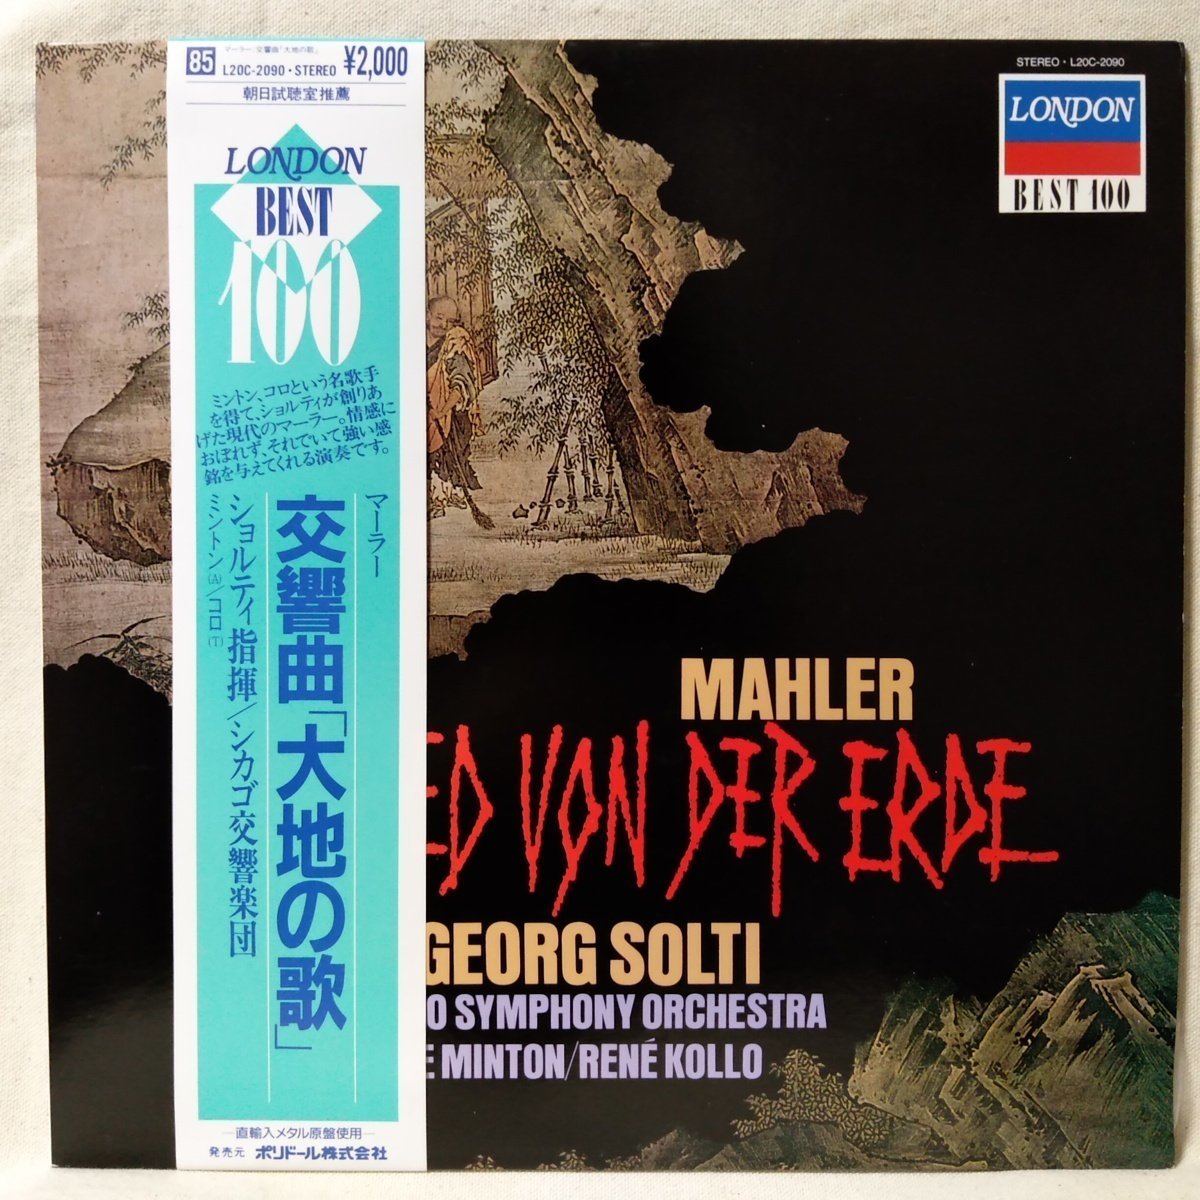 85
マーラー:交響曲「大地の歌」
L20C-2090・STEREO
¥2,000
朝日試聴室推薦
LONDON
BEST
100
ミントン、コロという名歌手
を得て、ショルティが創りあ
げた現代のマーラー。情感に
おぼれず、それでいて強い感
銘を与えてくれる演奏です。
マーラー
交響曲「大地の歌」
ショルティ指揮/シカゴ交響楽団
ミントン(A)/コロ(T)
直輸入メタル原盤使用
発売元 ポリドール株式会社
STEREO・L20C-2090
LONDON
BEST 100
MAHLER
ED VON DER ERDE
GEORG SOLTI
O SYMPHONY ORCHESTRA
E MINTON/RENÉ KOLLO